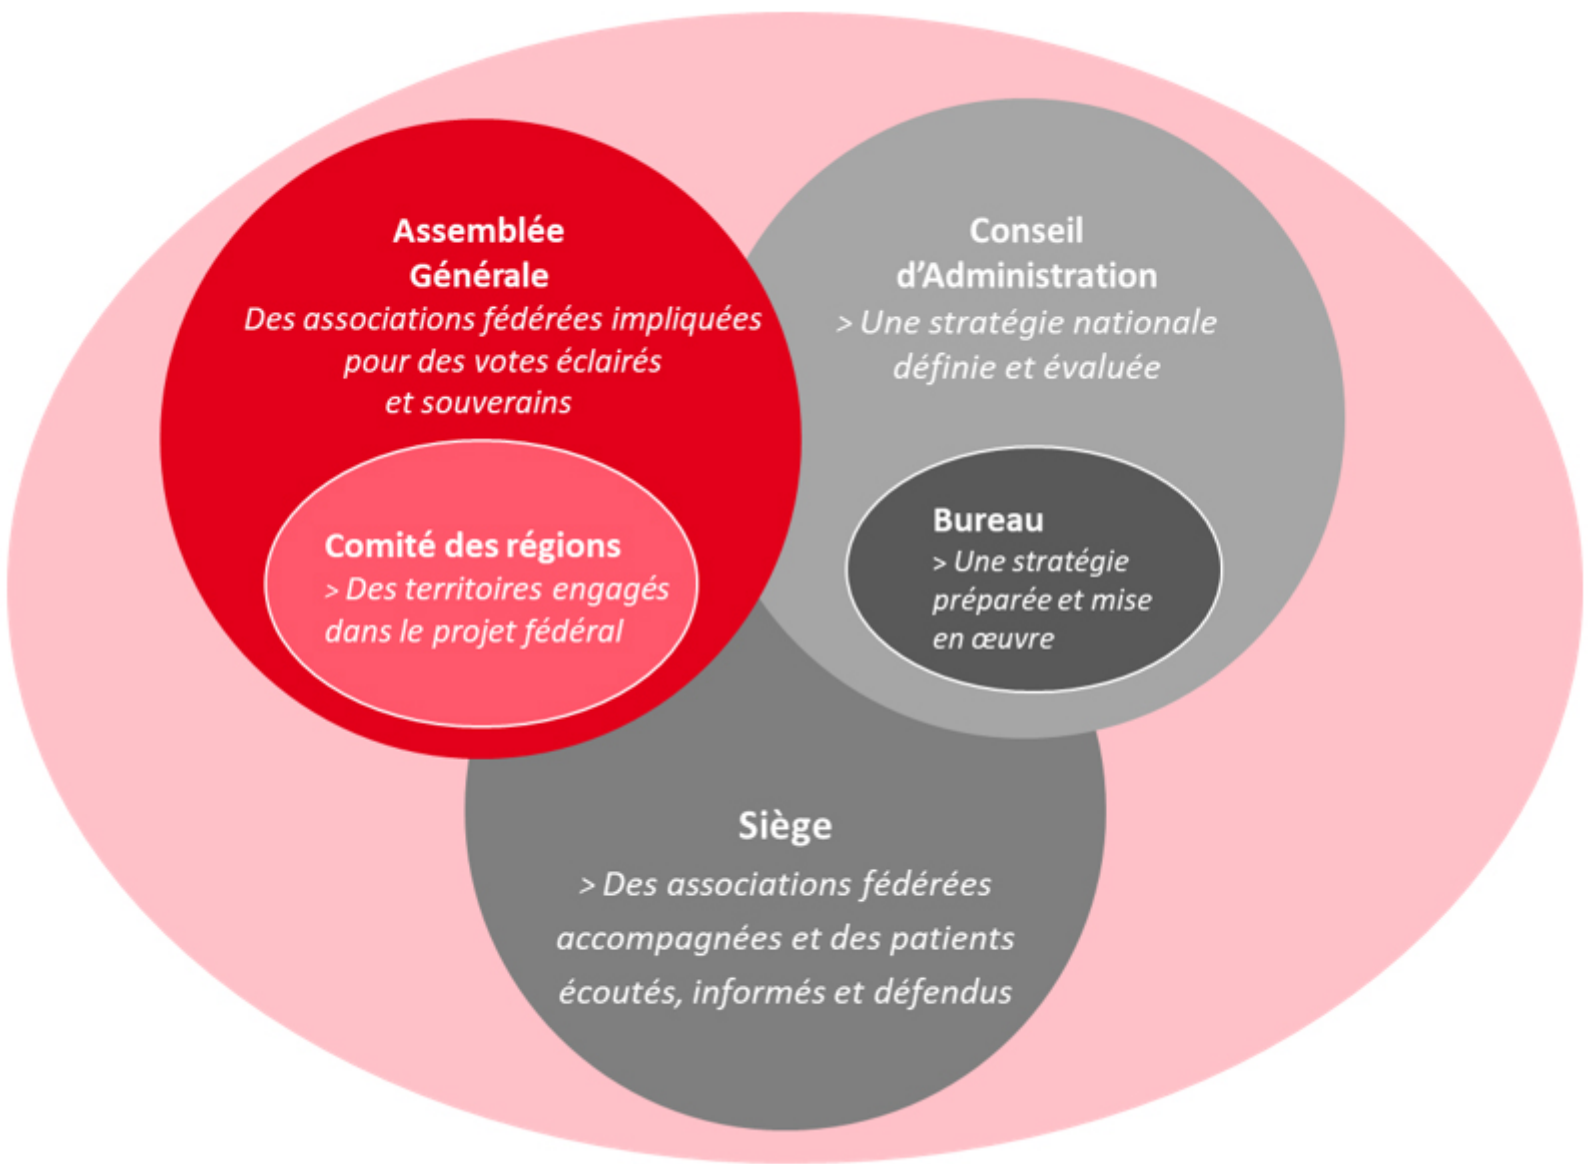 Assemblée
Générale
Des associations fédérées impliquées
pour des votes éclairés
et souverains
Comité des régions
> Des territoires engagés
dans le projet fédéral
Conseil
d’Administration
> Une stratégie nationale
définie et évaluée
Bureau
> Une stratégie
préparée et mise
en œuvre
Siège
> Des associations fédérées
accompagnées et des patients
écoutés, informés et défendus